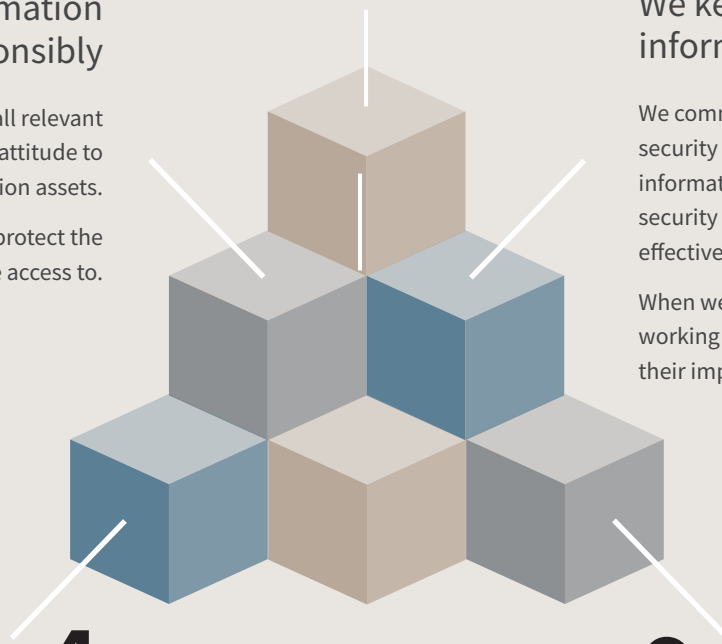 mation
onsibly
all relevant
attitude to
ion assets.
protect the
e access to.
We ke
inform
We comm
security
informat
security
effective
When we
working
their imp
4